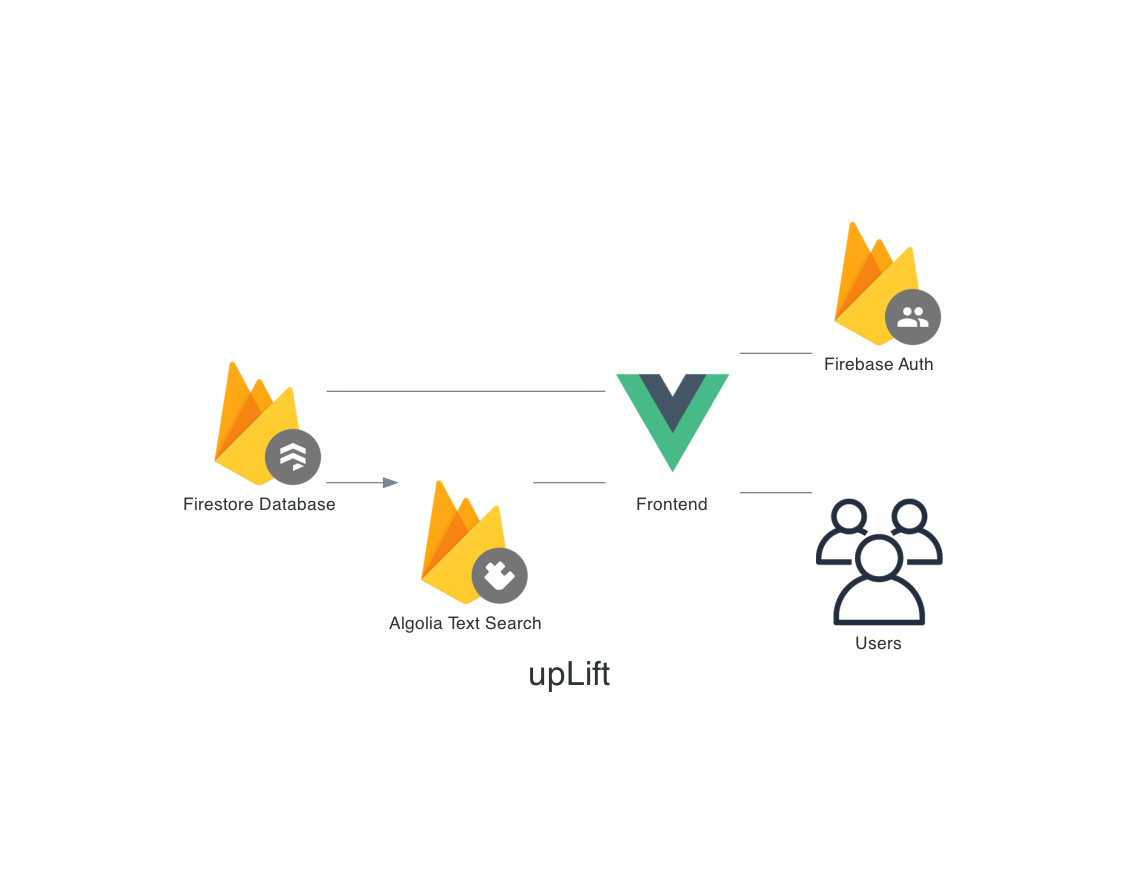 Firebase Auth
Firestore Database
Frontend
Algolia Text Search
Users
upLift